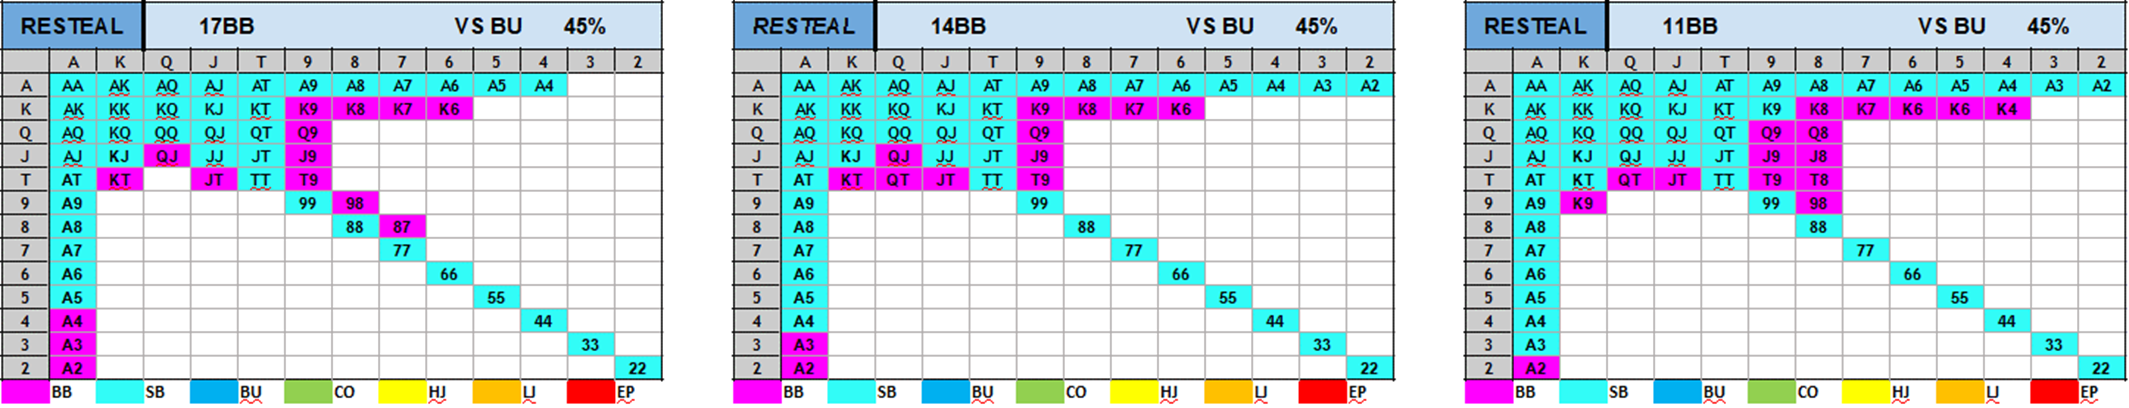 RESTEAL 17BB VS BU 45%
A K Q J T 9 8 7 6 5 4 3 2
A AA AK AQ AJ AT A9 A8 A7 A6 A5 A4
K AK KK KQ KJ KT K9 K8 K7 K6
Q AQ KQ QQ QJ QT Q9
J AJ KJ QJ JJ JT J9
T AT KT JT TT T9
9 A9 99 98
8 A8 88 87
7 A7 77
6 A6 66
5 A5 55
4 A4 44
3 A3 33
2 A2 22
BB SB BU CO HJ LJ EP
RESTEAL 14BB VS BU 45%
A K Q J T 9 8 7 6 5 4 3 2
A AA AK AQ AJ AT A9 A8 A7 A6 A5 A4 A3 A2
K AK KK KQ KJ KT K9 K8 K7 K6
Q AQ KQ QQ QJ QT Q9
J AJ KJ QJ JJ JT J9
T AT KT QT JT TT T9
9 A9 99
8 A8 88
7 A7 77
6 A6 66
5 A5 55
4 A4 44
3 A3 33
2 A2 22
BB SB BU CO HJ LJ EP
RESTEAL 11BB VS BU 45%
A K Q J T 9 8 7 6 5 4 3 2
A AA AK AQ AJ AT A9 A8 A7 A6 A5 A4 A3 A2
K AK KK KQ KJ KT K9 K8 K7 K6 K6 K4
Q AQ KQ QQ QJ QT Q9 Q8
J AJ KJ QJ JJ JT J9 J8
T AT KT QT JT TT T9 T8
9 A9 K9 99 98
8 A8 88
7 A7 77
6 A6 66
5 A5 55
4 A4 44
3 A3 33
2 A2 22
BB SB BU CO HJ LJ EP